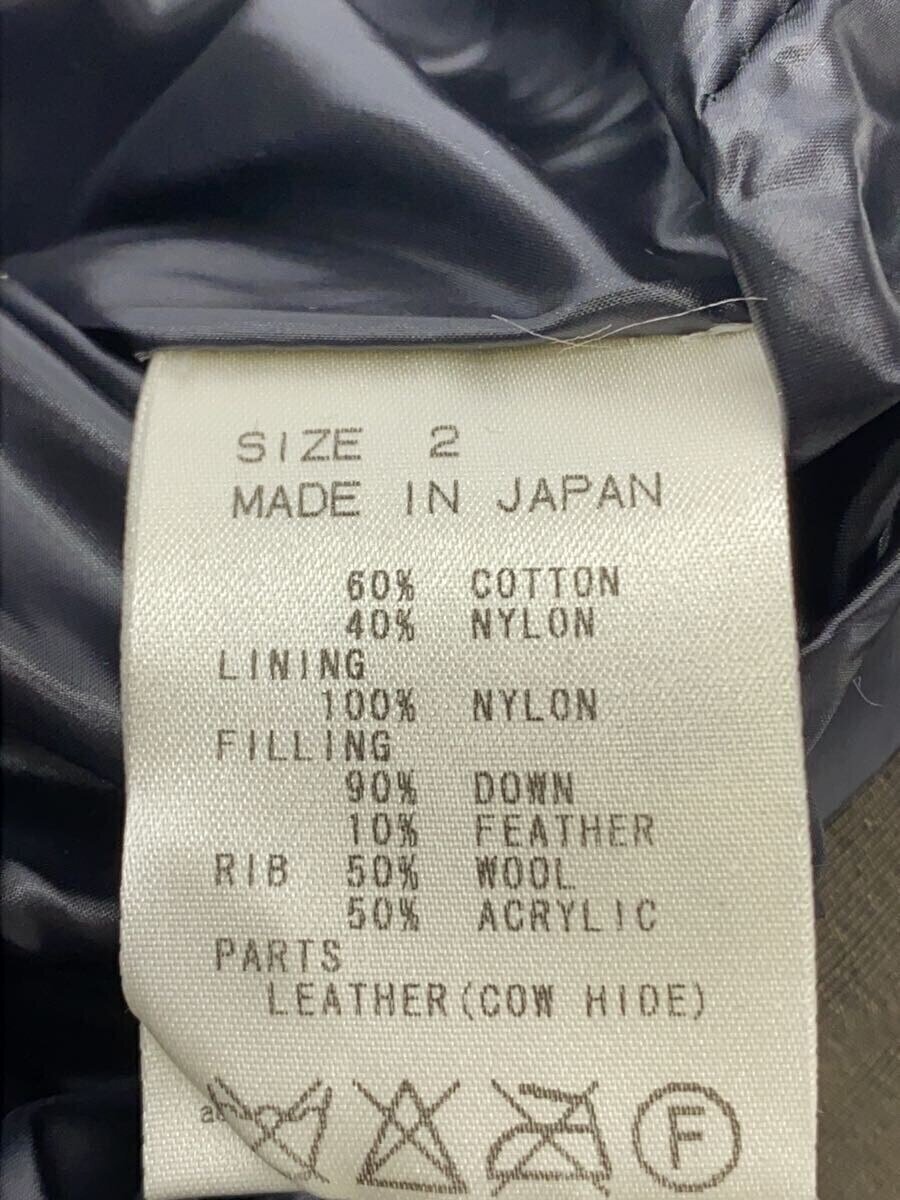 SIZE 2
MADE IN JAPAN
60% COTTON
40% NYLON
LINING
100% NYLON
FILLING
90% DOWN
10% FEATHER
RIB 50% WOOL
50% ACRYLIC
PARTS
LEATHER(COW HIDE)
F